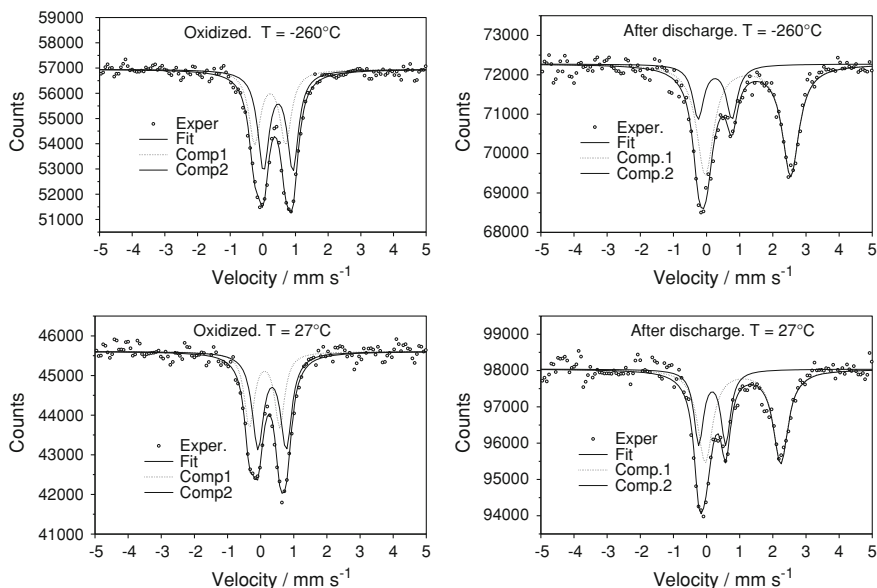 Oxidized. T = -260°C
59000
58000
57000
56000
55000
54000
53000
52000
51000
Counts
Exper
Fit
Comp1
Comp2
-5 -4 -3 -2 -1 0 1 2 3 4 5
Velocity / mm s-1
After discharge. T = -260°C
73000
72000
71000
70000
69000
68000
Counts
Exper.
Fit
Comp.1
Comp.2
-5 -4 -3 -2 -1 0 1 2 3 4 5
Velocity / mm s-1
Oxidized. T = 27°C
46000
45000
44000
43000
42000
41000
Counts
Exper.
Fit
Comp1
Comp2
-5 -4 -3 -2 -1 0 1 2 3 4 5
Velocity / mm s-1
After discharge. T = 27°C
99000
98000
97000
96000
95000
94000
Counts
Exper
Fit
Comp.1
Comp.2
-5 -4 -3 -2 -1 0 1 2 3 4 5
Velocity / mm s-1